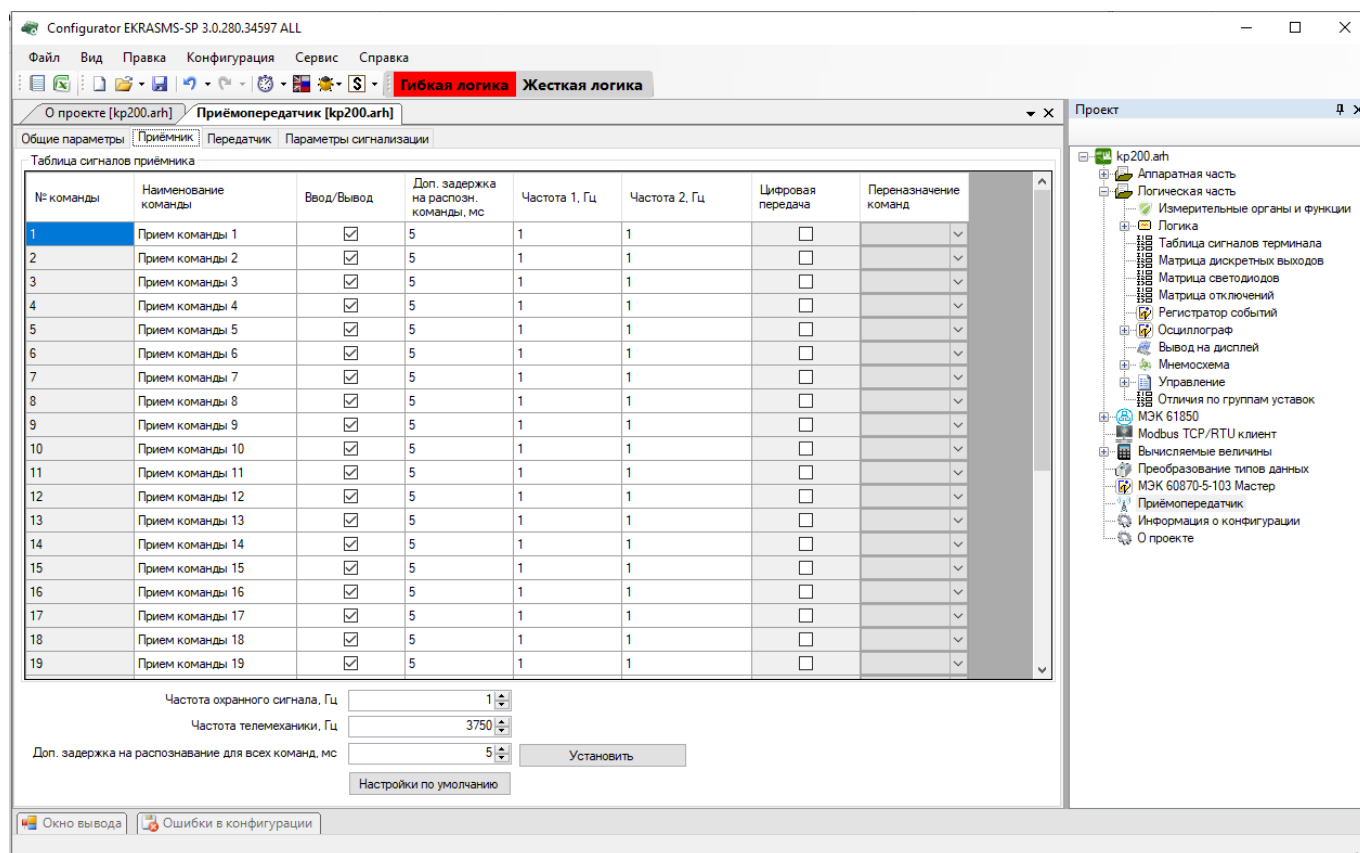 Configurator EKRASMS-SP 3.0.280.34597 ALL
Файл Вид Правка Конфигурация Сервис Справка
Гибкая логика Жесткая логика
О проекте [kp200.arh] Приёмопередатчик [kp200.arh]
Общие параметры Приёмник Передатчик Параметры сигнализации
Таблица сигналов приёмника
№ команды Наименование команды Ввод/Вывод Доп. задержка на распозн. команды, мс Частота 1, Гц Частота 2, Гц Цифровая передача Переназначение команд
1 Прием команды 1 5 1 1
2 Прием команды 2 5 1 1
3 Прием команды 3 5 1 1
4 Прием команды 4 5 1 1
5 Прием команды 5 5 1 1
6 Прием команды 6 5 1 1
7 Прием команды 7 5 1 1
8 Прием команды 8 5 1 1
9 Прием команды 9 5 1 1
10 Прием команды 10 5 1 1
11 Прием команды 11 5 1 1
12 Прием команды 12 5 1 1
13 Прием команды 13 5 1 1
14 Прием команды 14 5 1 1
15 Прием команды 15 5 1 1
16 Прием команды 16 5 1 1
17 Прием команды 17 5 1 1
18 Прием команды 18 5 1 1
19 Прием команды 19 5 1 1
Частота охранного сигнала, Гц 1
Частота телемеханики, Гц 3750
Доп. задержка на распознавание для всех команд, мс 5 Установить
Настройки по умолчанию
Окно вывода Ошибки в конфигурации
Проект
kp200.arh
Аппаратная часть
Логическая часть
Измерительные органы и функции
Логика
Таблица сигналов терминала
Матрица дискретных выходов
Матрица светодиодов
Матрица отключений
Регистратор событий
Осциллограф
Вывод на дисплей
Мнемосхема
Управление
Отличия по группам уставок
МЭК 61850
Modbus TCP/RTU клиент
Вычисляемые величины
Преобразование типов данных
МЭК 60870-5-103 Мастер
Приёмопередатчик
Информация о конфигурации
О проекте